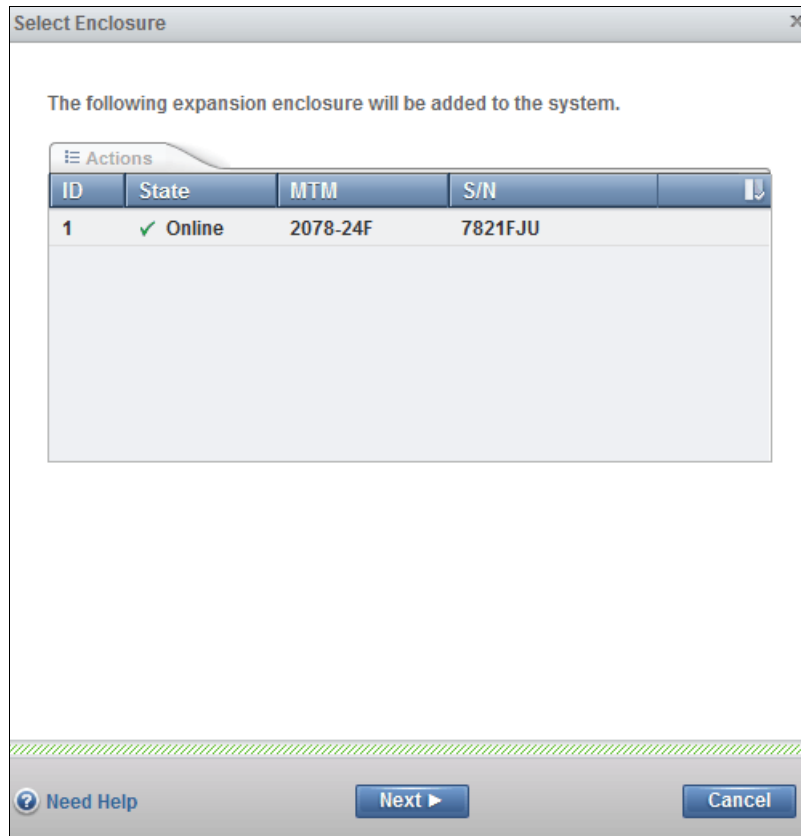 Select Enclosure
The following expansion enclosure will be added to the system.
Actions
ID State MTM S/N
1 Online 2078-24F 7821FJU
Need Help Next Cancel